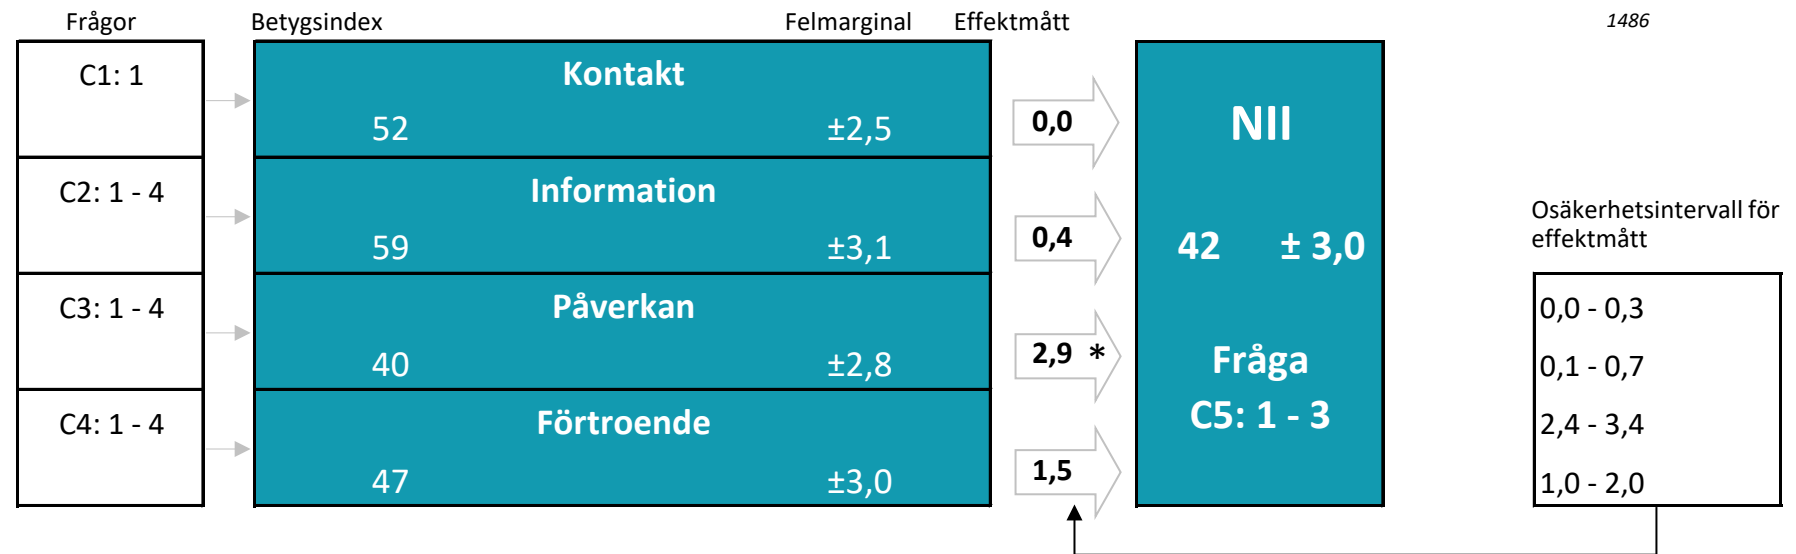 Frågor Betygsindex Felmarginal Effektmått 1486
C1: 1 Kontakt
52 ±2,5 0,0 NII
C2: 1 - 4 Information
59 ±3,1 0,4 42 ± 3,0
Osäkerhetsintervall för
effektmått
C3: 1 - 4 Påverkan 0,0 - 0,3
40 ±2,8 2,9 * Fråga 0,1 - 0,7
C4: 1 - 4 Förtroende C5: 1 - 3 2,4 - 3,4
47 ±3,0 1,5 1,0 - 2,0